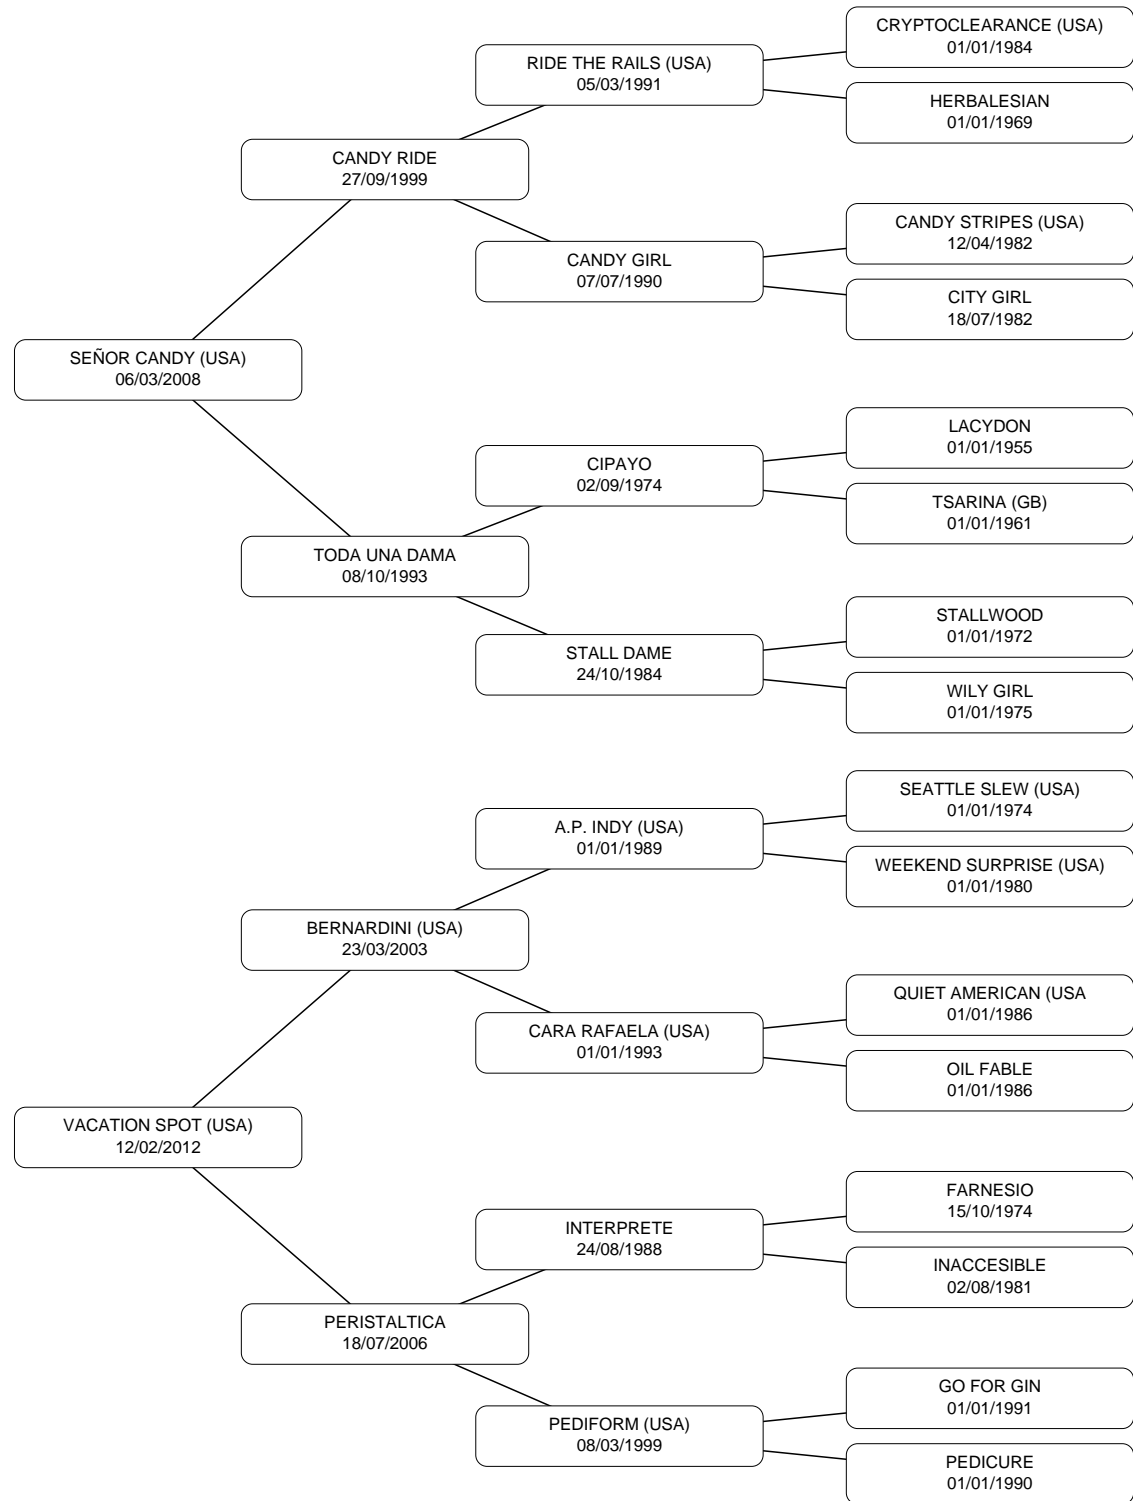 CRYPTOCLEARANCE (USA)
01/01/1984
RIDE THE RAILS (USA)
05/03/1991
HERBALESIAN
01/01/1969
CANDY RIDE
27/09/1999
CANDY STRIPES (USA)
12/04/1982
CANDY GIRL
07/07/1990
CITY GIRL
18/07/1982
SEÑOR CANDY (USA)
06/03/2008
LACYDON
01/01/1955
CIPAYO
02/09/1974
TSARINA (GB)
01/01/1961
TODA UNA DAMA
08/10/1993
STALLWOOD
01/01/1972
STALL DAME
24/10/1984
WILY GIRL
01/01/1975
SEATTLE SLEW (USA)
01/01/1974
A.P. INDY (USA)
01/01/1989
WEEKEND SURPRISE (USA)
01/01/1980
BERNARDINI (USA)
23/03/2003
QUIET AMERICAN (USA
01/01/1986
CARA RAFAELA (USA)
01/01/1993
OIL FABLE
01/01/1986
VACATION SPOT (USA)
12/02/2012
FARNESIO
15/10/1974
INTERPRETE
24/08/1988
INACCESIBLE
02/08/1981
PERISTALTICA
18/07/2006
GO FOR GIN
01/01/1991
PEDIFORM (USA)
08/03/1999
PEDICURE
01/01/1990